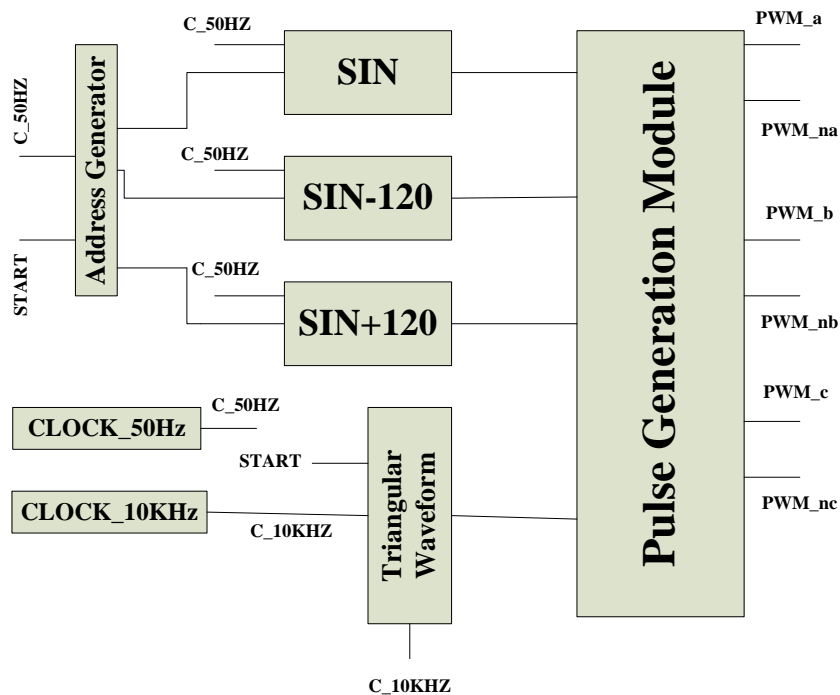 C_50HZ
SIN
PWM_a
C_50HZ
Address Generator
C_50HZ
SIN-120
PWM_na
Pulse Generation Module
PWM_b
START
C_50HZ
SIN+120
PWM_nb
CLOCK_50Hz
C_50HZ
PWM_c
START
Triangular
Waveform
CLOCK_10KHz
C_10KHZ
PWM_nc
C_10KHZ